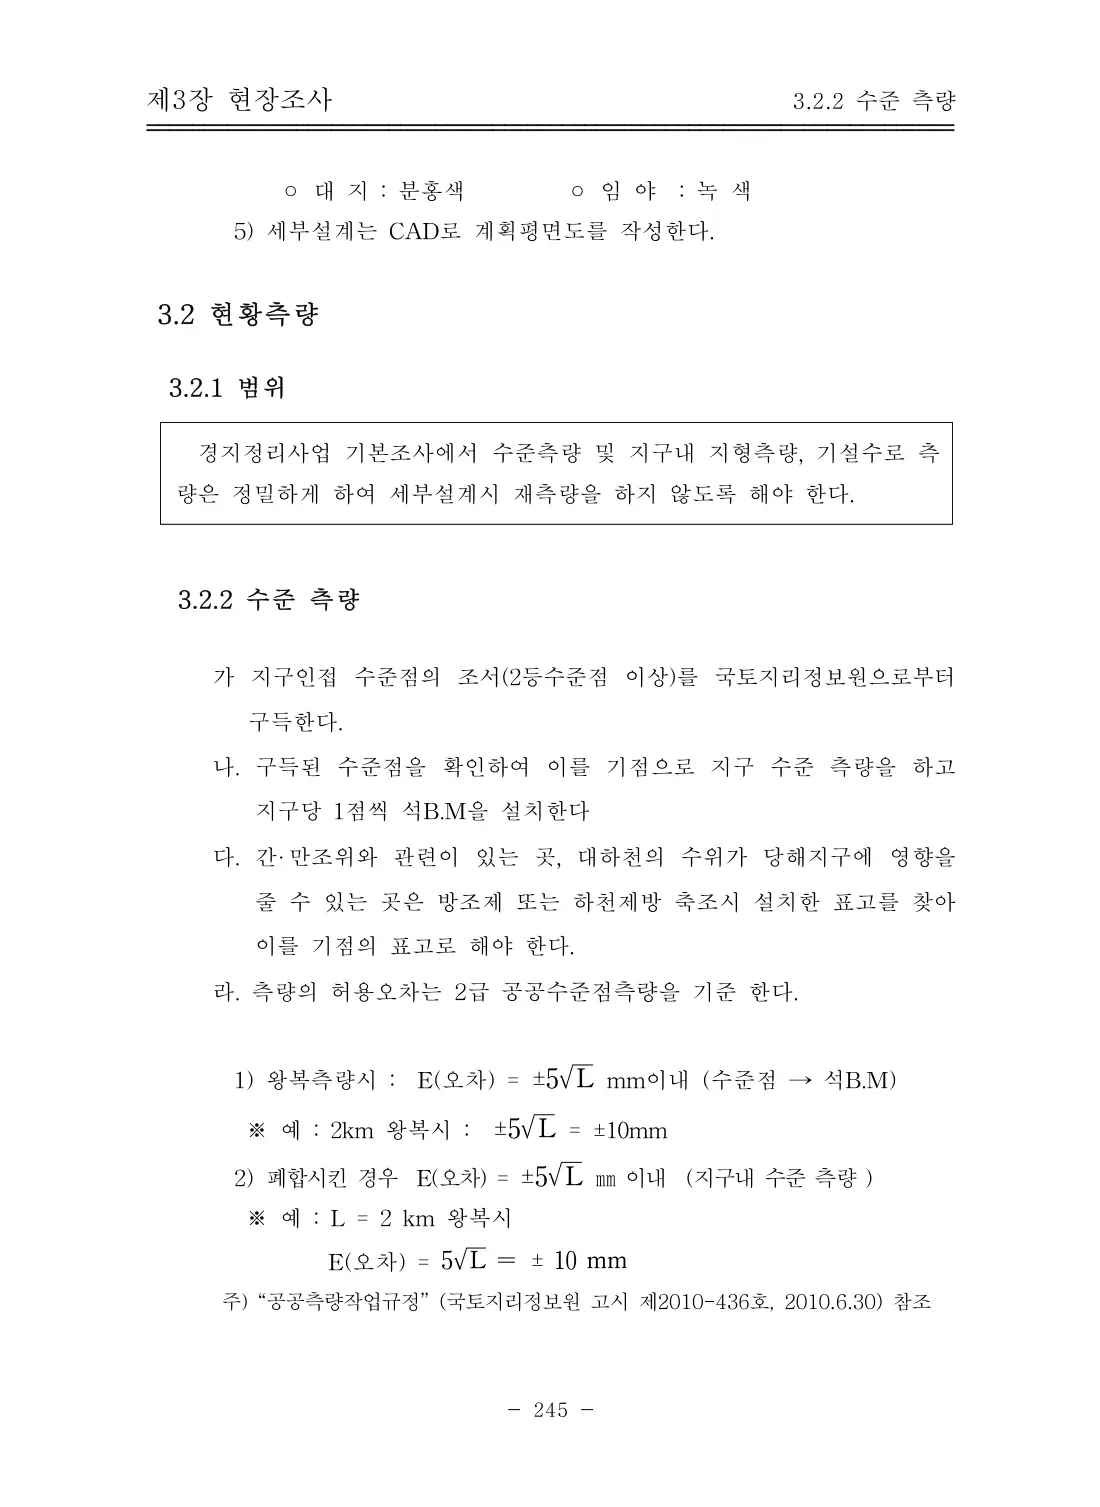 제3장 현장조사 3.2.2 수준 측량
○ 대 지 : 분홍색 ○ 임 야 : 녹 색
5) 세부설계는 CAD로 계획평면도를 작성한다.
3.2 현황측량
3.2.1 범위
경지정리사업 기본조사에서 수준측량 및 지구내 지형측량, 기설수로 측
량은 정밀하게 하여 세부설계시 재측량을 하지 않도록 해야 한다.
3.2.2 수준 측량
가 지구인접 수준점의 조서(2등수준점 이상)를 국토지리정보원으로부터
구득한다.
나. 구득된 수준점을 확인하여 이를 기점으로 지구 수준 측량을 하고
지구당 1점씩 석B.M을 설치한다
다. 간·만조위와 관련이 있는 곳, 대하천의 수위가 당해지구에 영향을
줄 수 있는 곳은 방조제 또는 하천제방 축조시 설치한 표고를 찾아
이를 기점의 표고로 해야 한다.
라. 측량의 허용오차는 2급 공공수준점측량을 기준 한다.
1) 왕복측량시 : E(오차) = ±5√L mm이내 (수준점 → 석B.M)
※ 예 : 2km 왕복시 : ±5√L = ±10mm
2) 폐합시킨 경우 E(오차) = ±5√L ㎜ 이내 (지구내 수준 측량 )
※ 예 : L = 2 km 왕복시
E(오차) = 5√L = ± 10 mm
주) “공공측량작업규정” (국토지리정보원 고시 제2010-436호, 2010.6.30) 참조
- 245 -